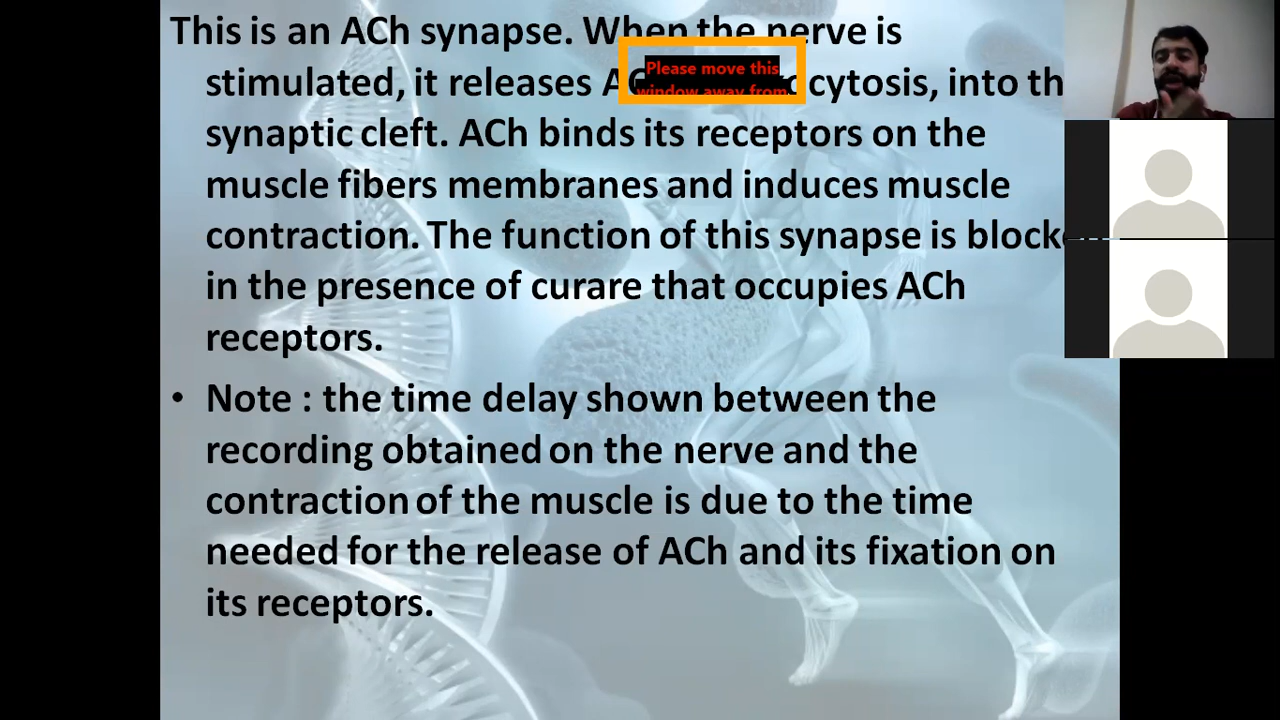 This is an ACh synapse. When the nerve is
stimulated, it releases cytosis, into th
Please move this
window away from
synaptic cleft. ACh binds its receptors on the
muscle fibers membranes and induces muscle
contraction. The function of this synapse is block
in the presence of curare that occupies ACh
receptors.
• Note : the time delay shown between the
recording obtained on the nerve and the
contraction of the muscle is due to the time
needed for the release of ACh and its fixation on
its receptors.